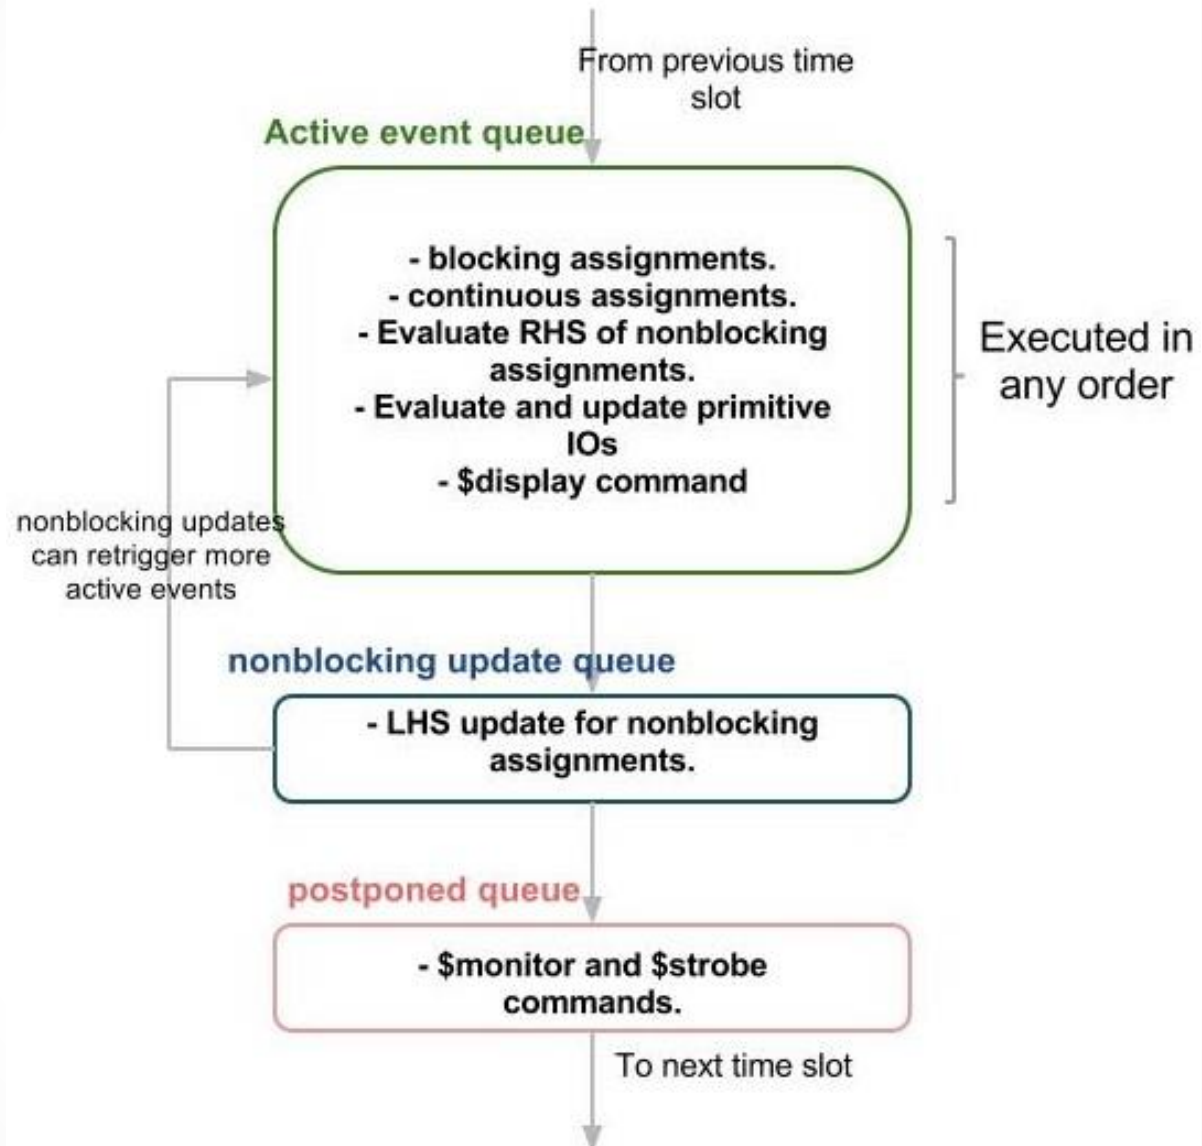 From previous time
slot
Active event queue
- blocking assignments.
- continuous assignments.
- Evaluate RHS of nonblocking
assignments.
- Evaluate and update primitive
IOs
- $display command
Executed in
any order
nonblocking updates
can retrigger more
active events
nonblocking update queue
- LHS update for nonblocking
assignments.
postponed queue
- $monitor and $strobe
commands.
To next time slot